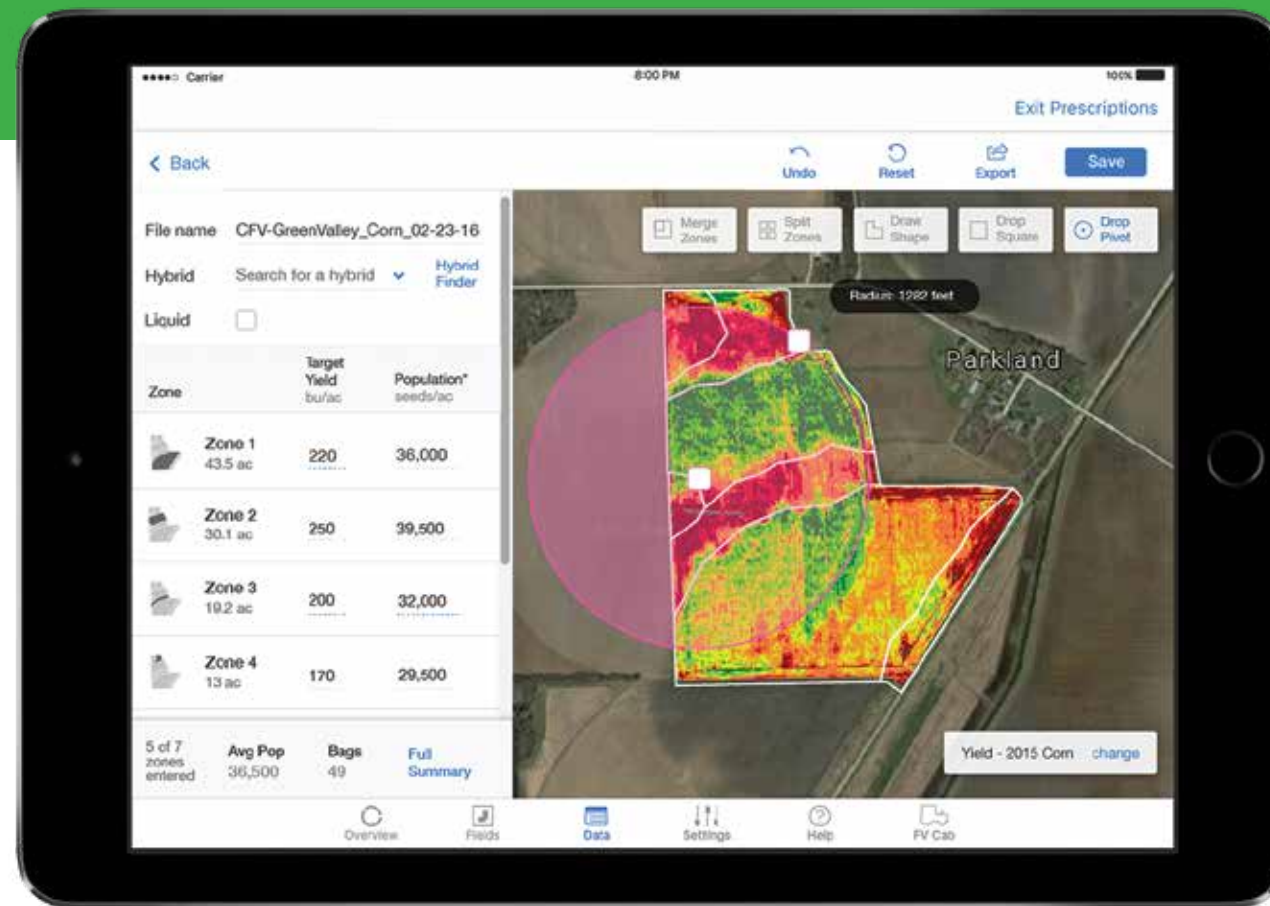 Carrier
8:00 PM
100%
Exit Prescriptions
Back
Undo
Reset
Export
Save
File name CFV-GreenValley_Corn_02-23-16
Hybrid Search for a hybrid
Hybrid
Finder
Liquid
Zone
Target
Yield
bu/ac
Population*
seeds/ac
Zone 1
43.5 ac
220
36,000
Zone 2
30.1 ac
250
39,500
Zone 3
19.2 ac
200
32,000
Zone 4
13 ac
170
29,500
5 of 7
zones
entered
Avg Pop
36,500
Bags
49
Full
Summary
Merge
Zones
Split
Zones
Draw
Shape
Drop
Square
Drop
Pivot
Radius: 1282 feet
Parkland
Yield - 2015 Corn change
Overview
Fields
Data
Settings
Help
FV Cab